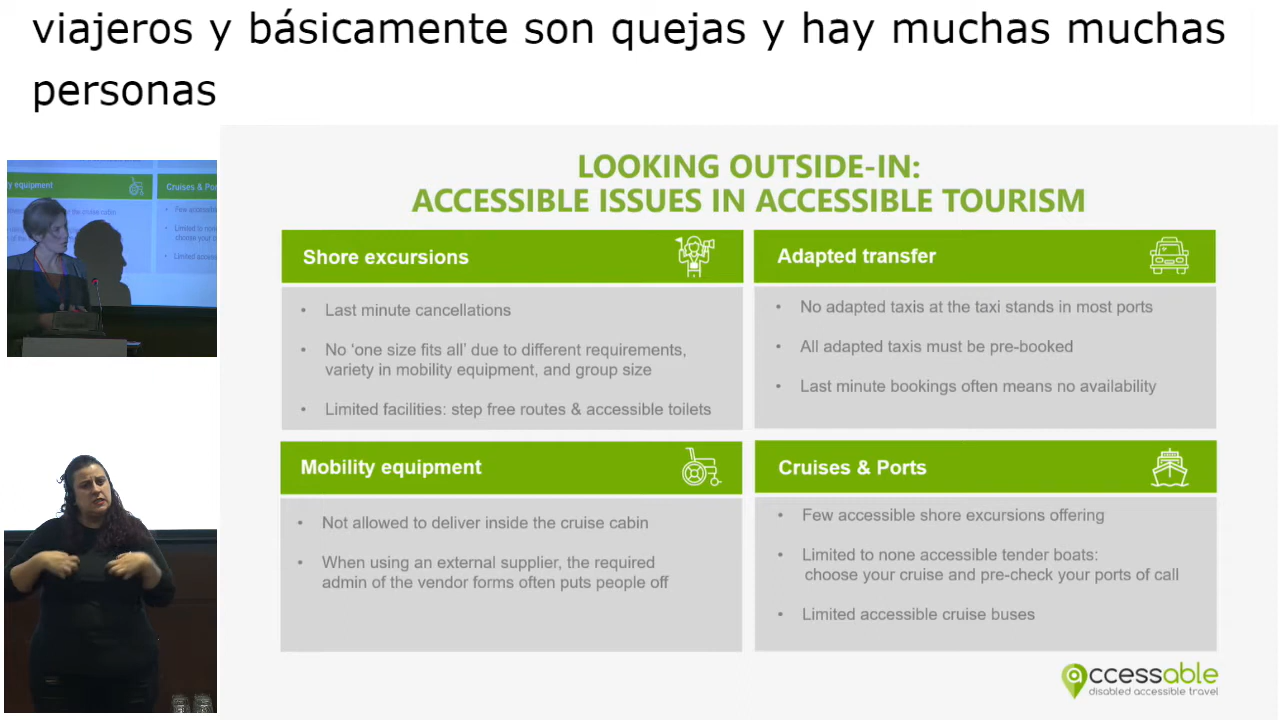 viajeros y básicamente son quejas y hay muchas muchas
personas
LOOKING OUTSIDE-IN:
ACCESSIBLE ISSUES IN ACCESSIBLE TOURISM
Shore excursions
• Last minute cancellations
• No ‘one size fits all’ due to different requirements,
variety in mobility equipment, and group size
• Limited facilities: step free routes & accessible toilets
Adapted transfer
• No adapted taxis at the taxi stands in most ports
• All adapted taxis must be pre-booked
• Last minute bookings often means no availability
Mobility equipment
• Not allowed to deliver inside the cruise cabin
• When using an external supplier, the required
admin of the vendor forms often puts people off
Cruises & Ports
• Few accessible shore excursions offering
• Limited to none accessible tender boats:
choose your cruise and pre-check your ports of call
• Limited accessible cruise buses
accessable
disabled accessible travel
equipment
Cruises & Ports